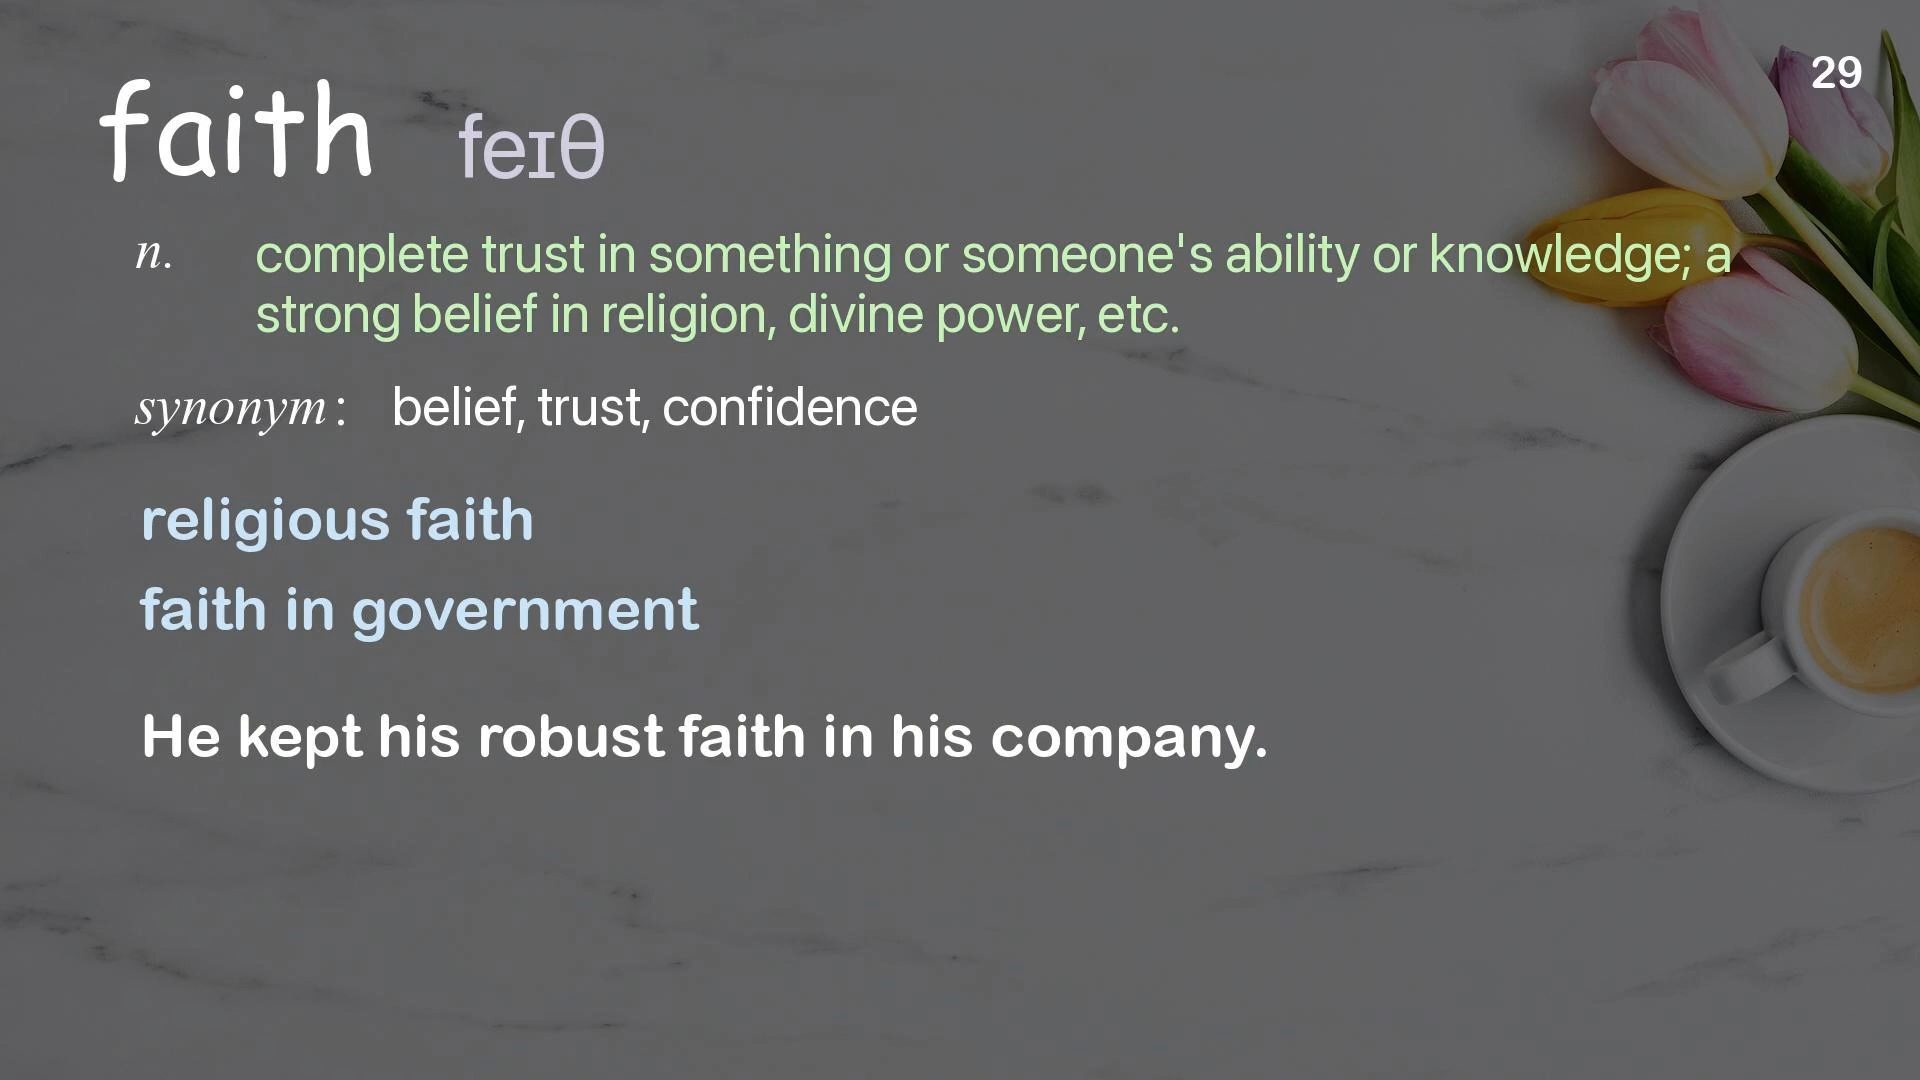 29
faith feɪθ
n. complete trust in something or someone's ability or knowledge; a
strong belief in religion, divine power, etc.
synonym: belief, trust, confidence
religious faith
faith in government
He kept his robust faith in his company.